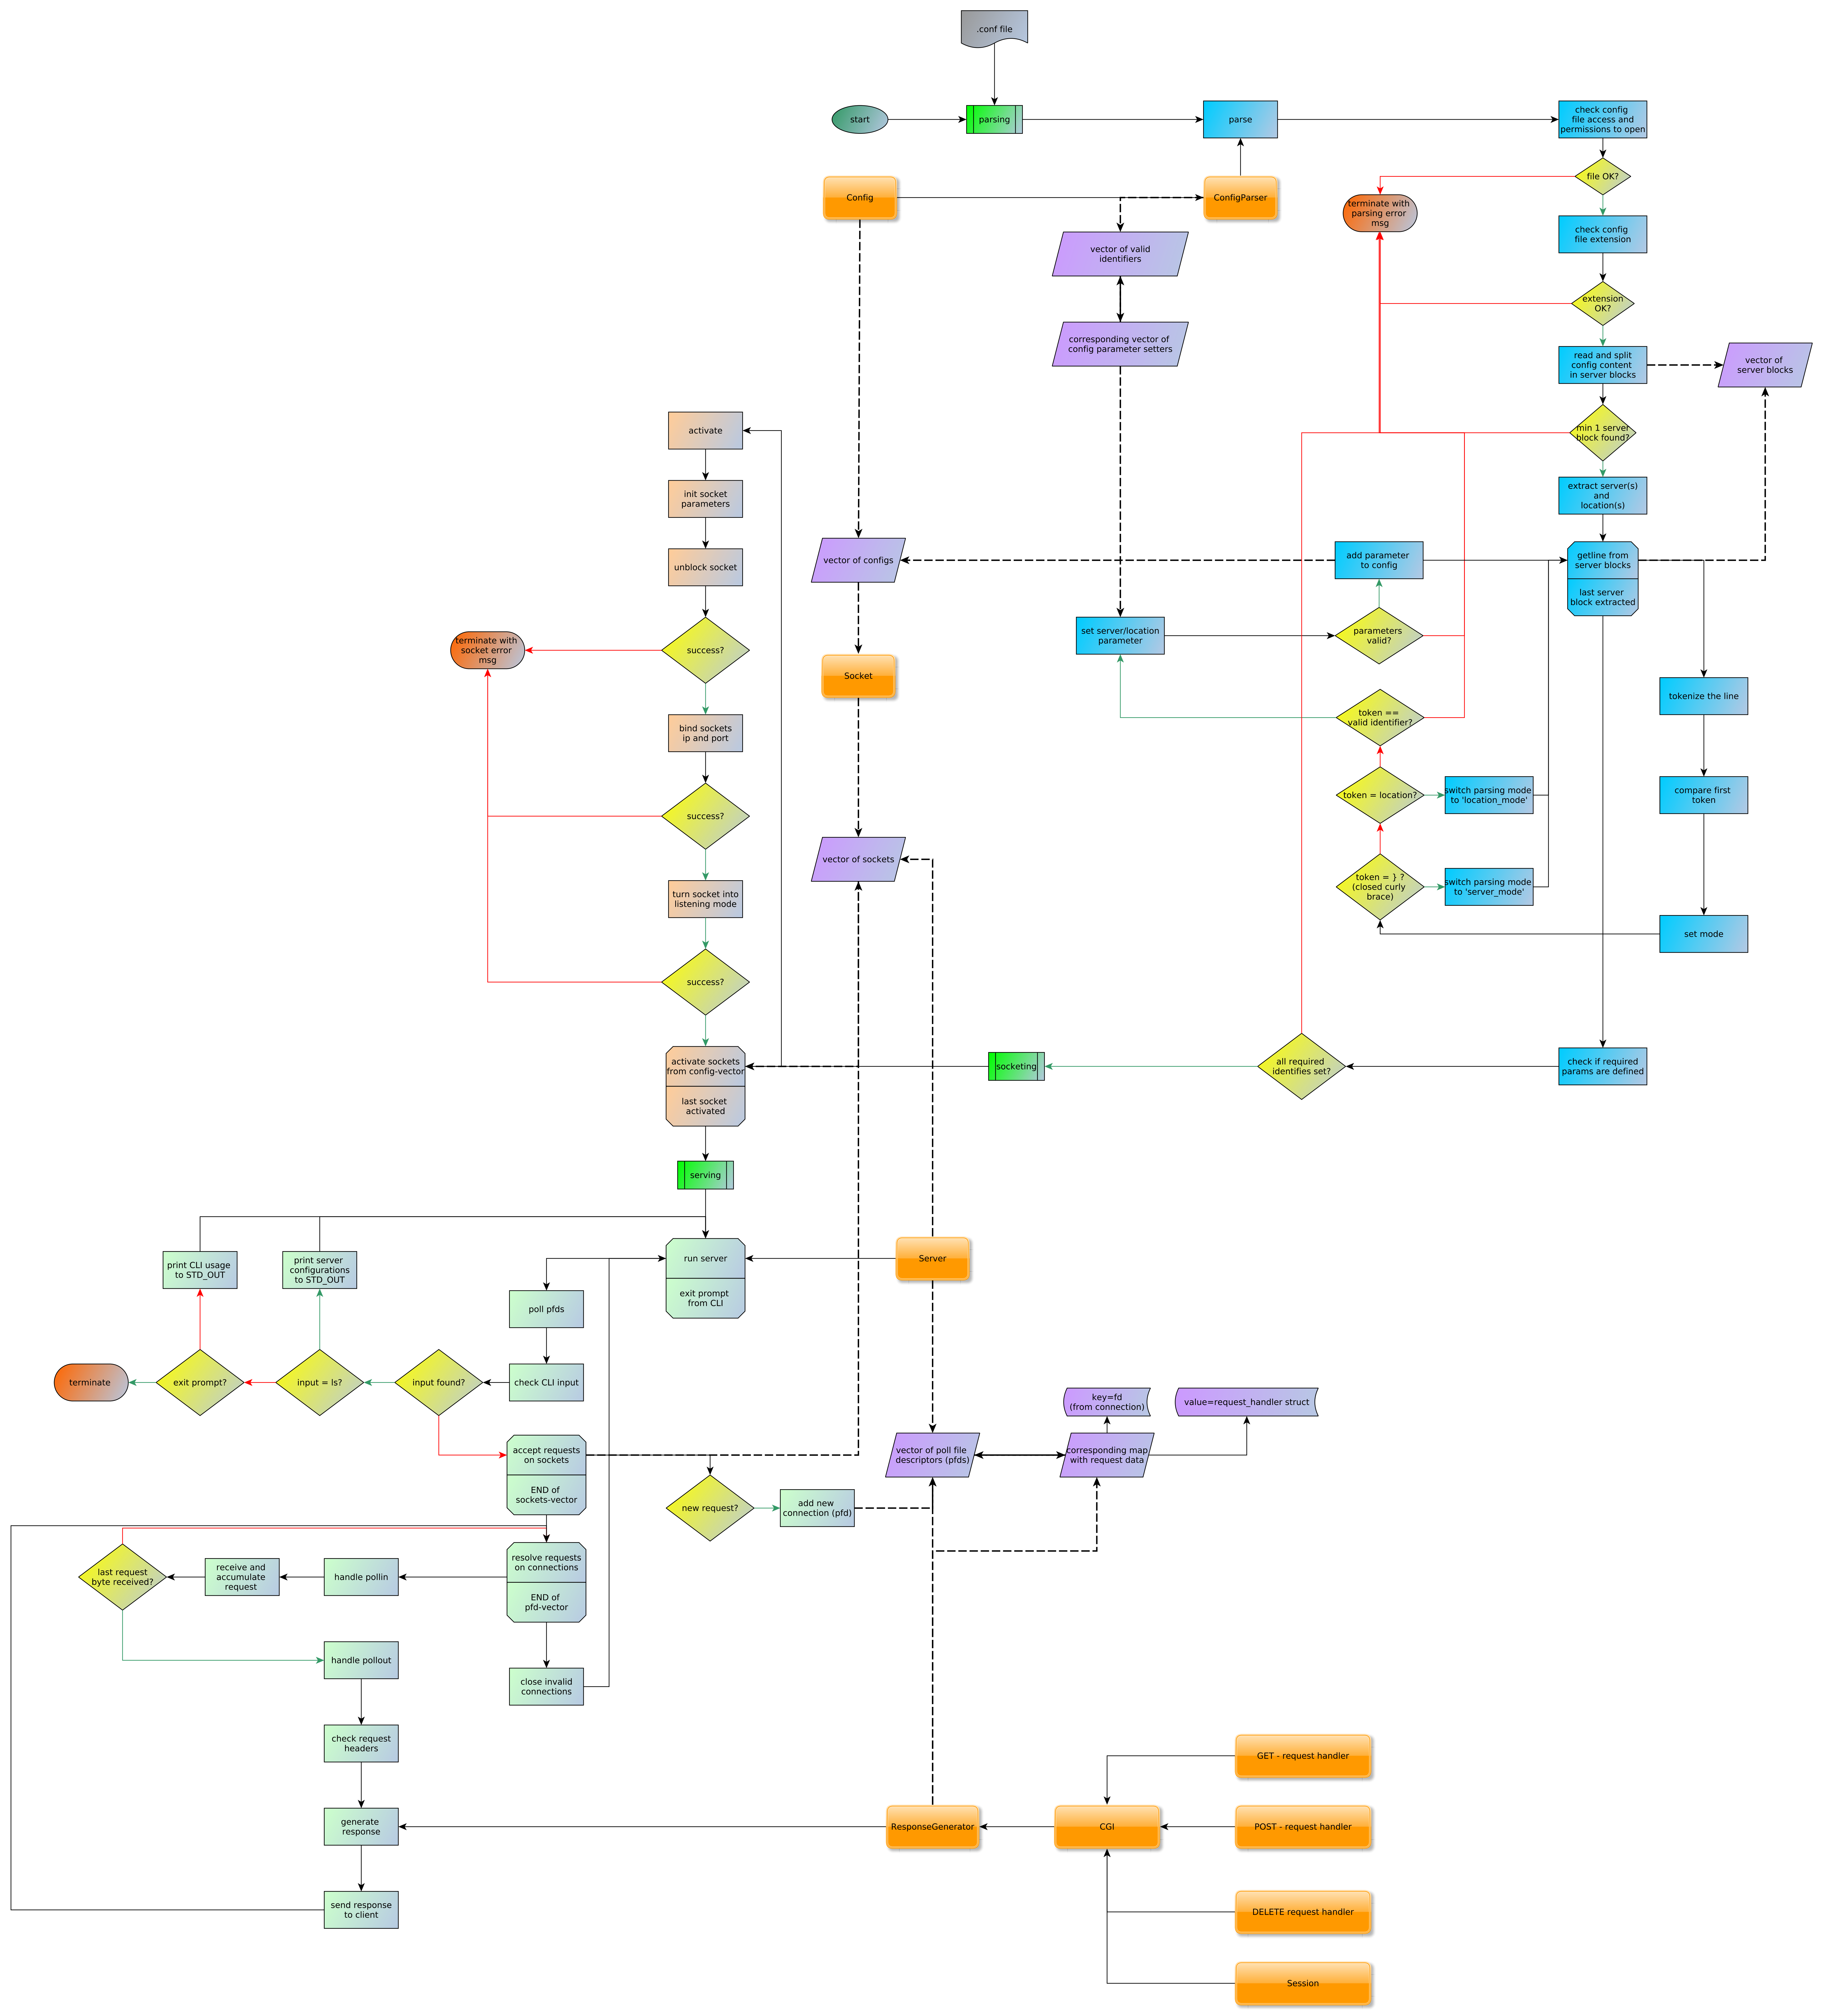 .conf file
start
parsing
parse
check config
file access and
permissions to open
file OK?
Config
ConfigParser
terminate with
parsing error
msg
check config
file extension
vector of valid
identifiers
extension
OK?
corresponding vector of
config parameter setters
read and split
config content
in server blocks
vector of
server blocks
activate
min 1 server
block found?
init socket
parameters
extract server(s)
and
location(s)
unblock socket
vector of configs
add parameter
to config
getline from
server blocks
last server
block extracted
terminate with
socket error
msg
success?
set server/location
parameter
parameters
valid?
Socket
tokenize the line
bind sockets
ip and port
token ==
valid identifier?
success?
token = location?
switch parsing mode
to 'location_mode'
compare first
token
vector of sockets
turn socket into
listening mode
token = } ?
(closed curly
brace)
switch parsing mode
to 'server_mode'
set mode
success?
activate sockets
from config-vector
last socket
activated
socketing
all required
identifies set?
check if required
params are defined
serving
print CLI usage
to STD_OUT
print server
configurations
to STD_OUT
run server
exit prompt
from CLI
Server
poll pfds
terminate
exit prompt?
input = ls?
input found?
check CLI input
key=fd
(from connection)
value=request_handler struct
accept requests
on sockets
END of
sockets-vector
vector of poll file
descriptors (pfds)
corresponding map
with request data
new request?
add new
connection (pfd)
last request
byte received?
receive and
accumulate
request
handle pollin
resolve requests
on connections
END of
pfd-vector
handle pollout
close invalid
connections
check request
headers
GET - request handler
generate
response
ResponseGenerator
CGI
POST - request handler
send response
to client
DELETE request handler
Session